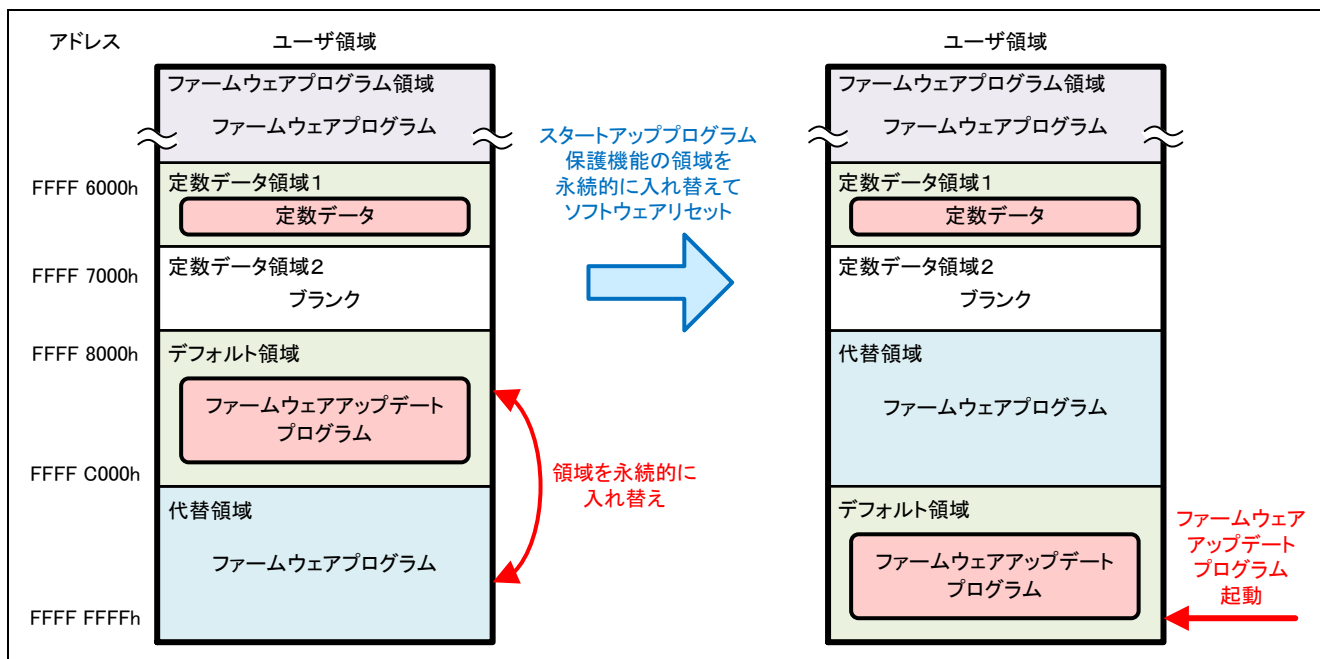 アドレス
ユーザ領域
ファームウェアプログラム領域
ファームウェアプログラム
FFFF 6000h
定数データ領域1
定数データ
FFFF 7000h
定数データ領域2
ブランク
FFFF 8000h
デフォルト領域
ファームウェアアップデート
プログラム
FFFF C000h
代替領域
ファームウェアプログラム
FFFF FFFFh
領域を永続的に
入れ替え
スタートアッププログラム
保護機能の領域を
永続的に入れ替えて
ソフトウェアリセット
ユーザ領域
ファームウェアプログラム領域
ファームウェアプログラム
定数データ領域1
定数データ
定数データ領域2
ブランク
代替領域
ファームウェアプログラム
デフォルト領域
ファームウェアアップデート
プログラム
ファームウェア
アップデート
プログラム
起動